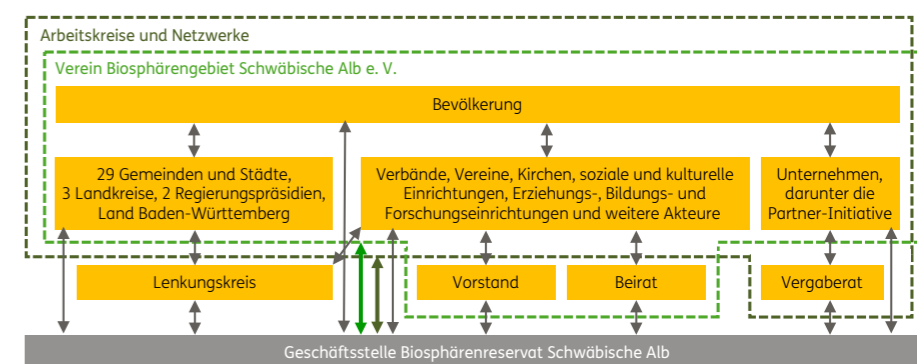 Arbeitskreise und Netzwerke
Verein Biosphärengebiet Schwäbische Alb e. V.
Bevölkerung
29 Gemeinden und Städte,
3 Landkreise, 2 Regierungspräsidien,
Land Baden-Württemberg
Verbände, Vereine, Kirchen, soziale und kulturelle
Einrichtungen, Erziehungs-, Bildungs- und
Forschungseinrichtungen und weitere Akteure
Unternehmen,
darunter die
Partner-Initiative
Lenkungskreis
Vorstand
Beirat
Vergaberat
Geschäftsstelle Biosphärenreservat Schwäbische Alb